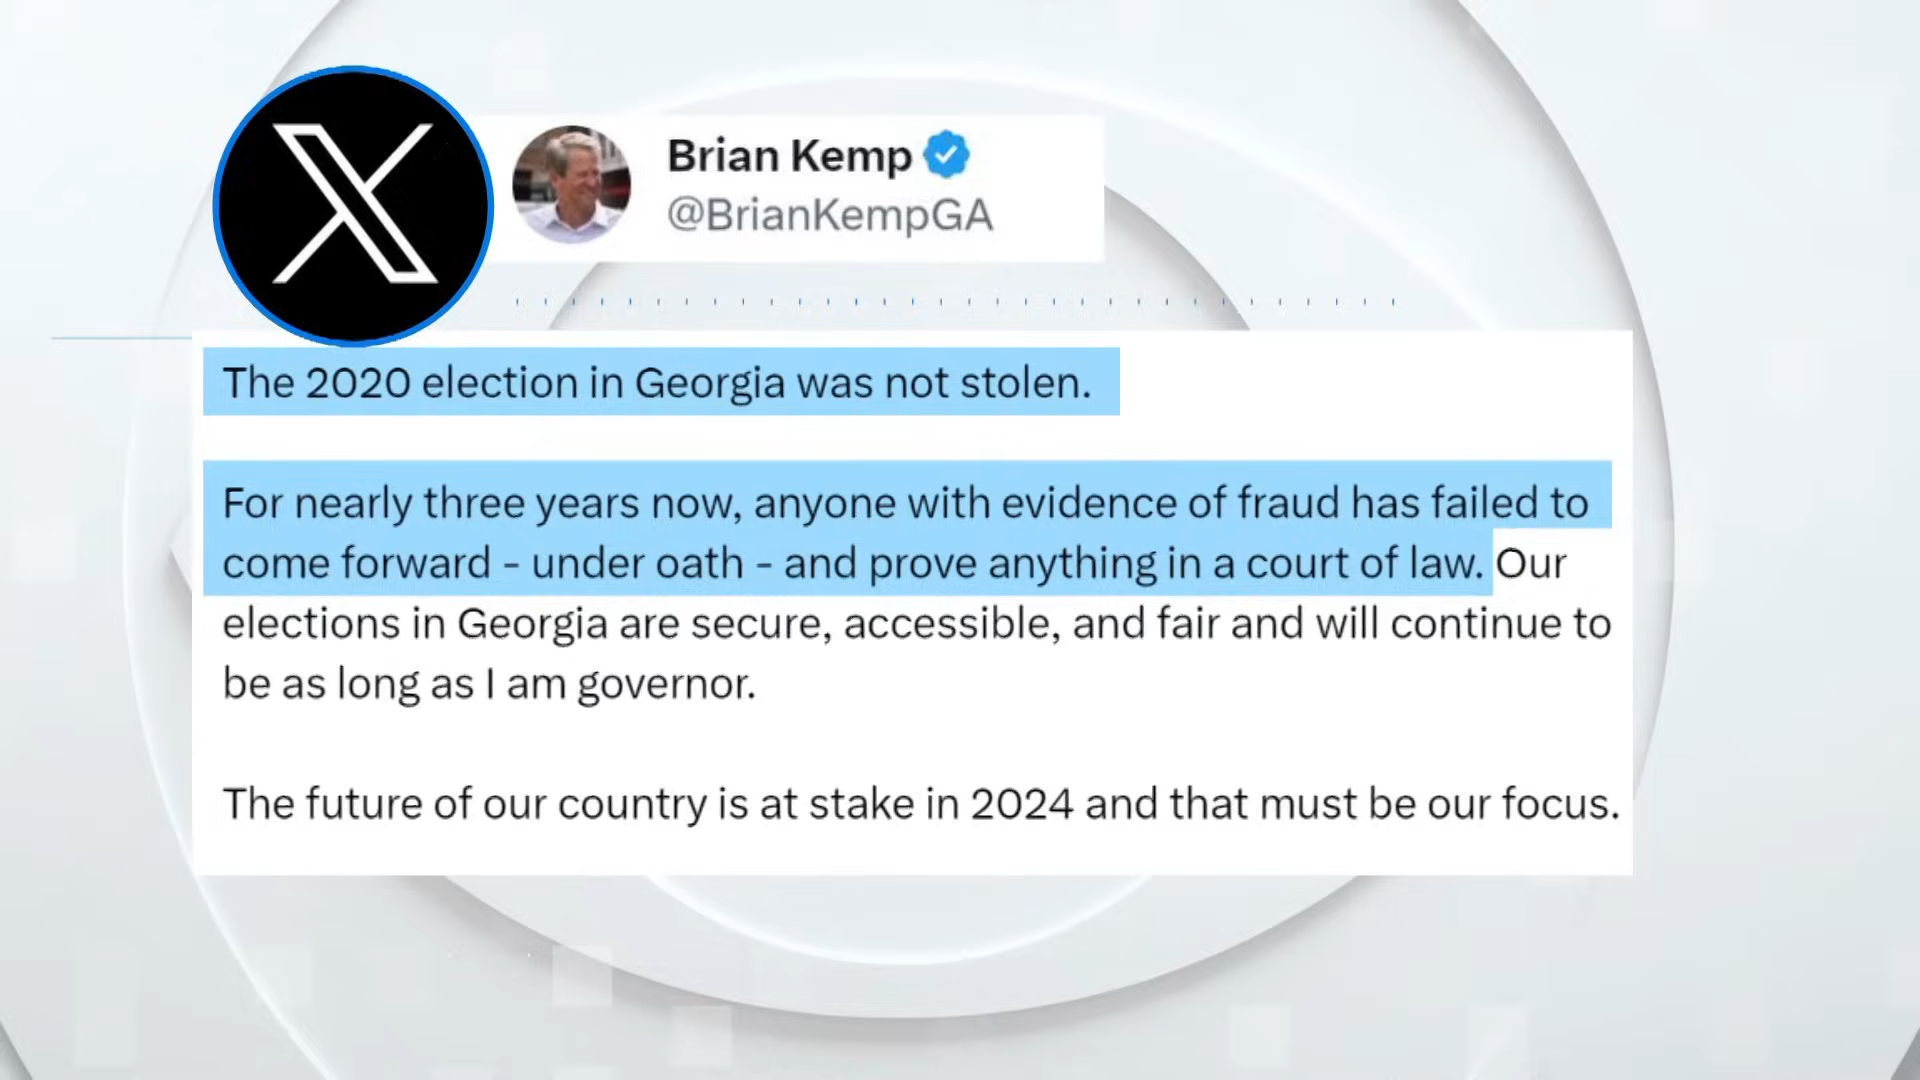 X
Brian Kemp
@BrianKempGA
The 2020 election in Georgia was not stolen.
For nearly three years now, anyone with evidence of fraud has failed to
come forward - under oath - and prove anything in a court of law. Our
elections in Georgia are secure, accessible, and fair and will continue to
be as long as I am governor.
The future of our country is at stake in 2024 and that must be our focus.